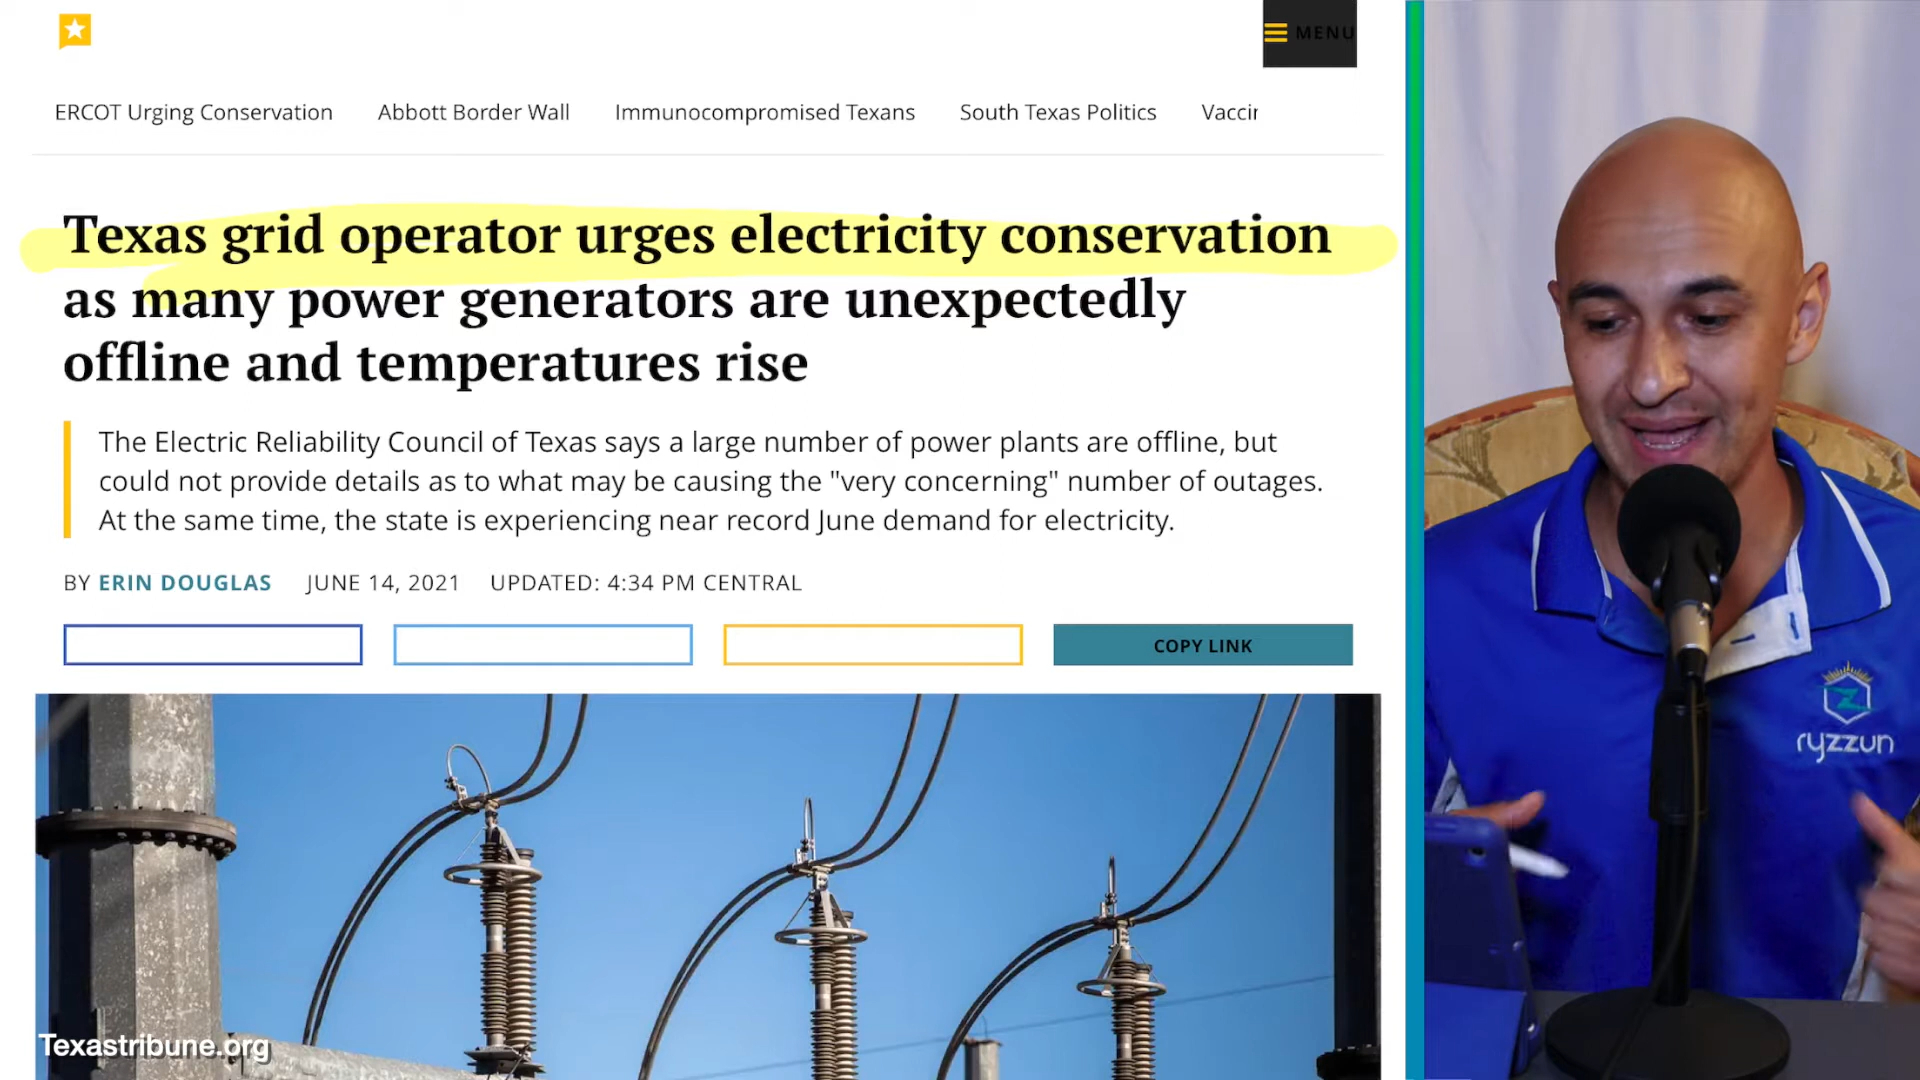 MENU
ERCOT Urging Conservation Abbott Border Wall Immunocompromised Texans South Texas Politics Vaccir
Texas grid operator urges electricity conservation
as many power generators are unexpectedly
offline and temperatures rise
The Electric Reliability Council of Texas says a large number of power plants are offline, but
could not provide details as to what may be causing the "very concerning" number of outages.
At the same time, the state is experiencing near record June demand for electricity.
BY ERIN DOUGLAS JUNE 14, 2021 UPDATED: 4:34 PM CENTRAL
COPY LINK
Texastribune.org
ryzzun